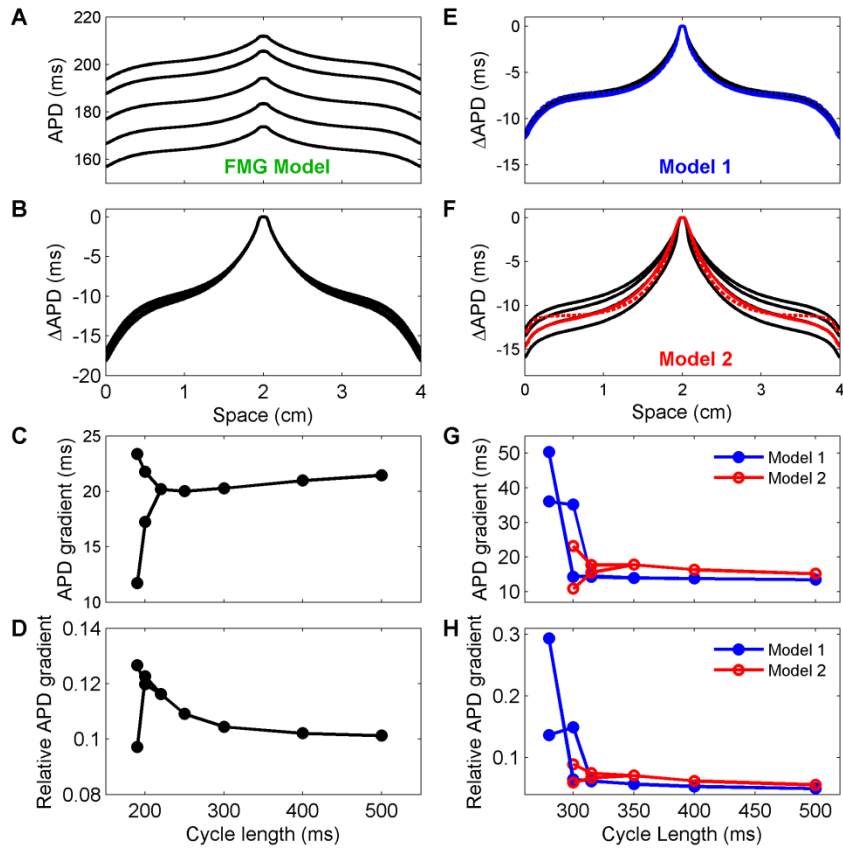 A
220
200
180
160
APD (ms)
FMG Model
B
0
-5
-10
-15
-20
ΔAPD (ms)
0
1
2
3
4
Space (cm)
C
25
20
15
10
APD gradient (ms)
D
0.14
0.12
0.1
0.08
Relative APD gradient
200
300
400
500
Cycle length (ms)
E
0
-5
-10
-15
ΔAPD (ms)
Model 1
F
0
-5
-10
-15
ΔAPD (ms)
Model 2
0
1
2
3
4
Space (cm)
G
50
40
30
20
10
APD gradient (ms)
Model 1
Model 2
H
0.3
0.2
0.1
Relative APD gradient
Model 1
Model 2
300
350
400
450
500
Cycle Length (ms)